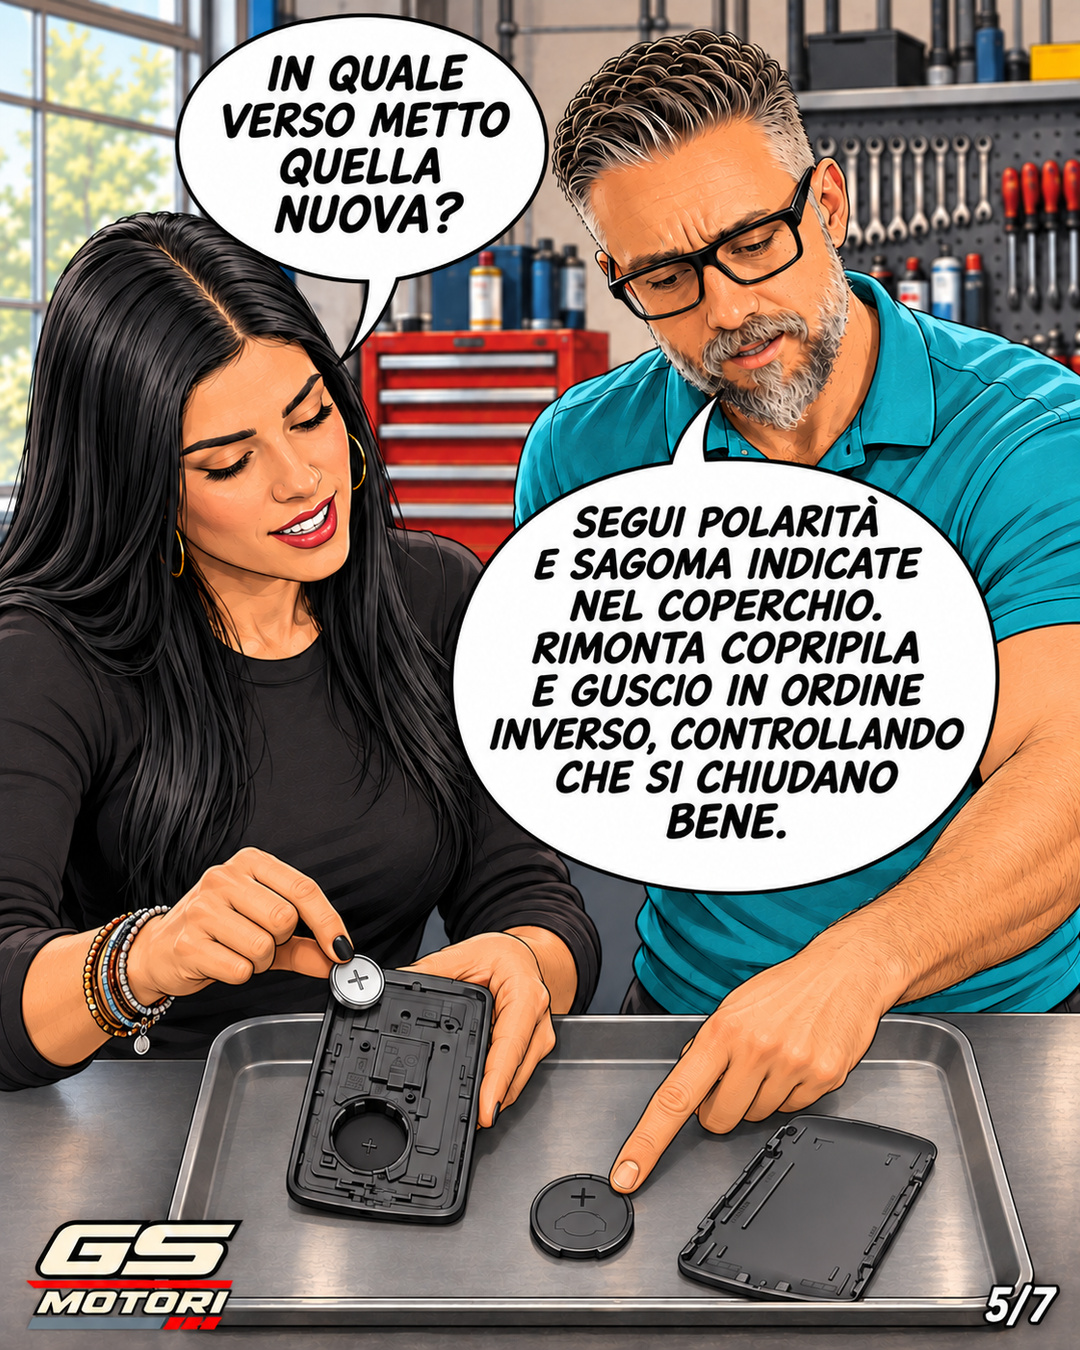 IN QUALE
VERSO METTO
QUELLA
NUOVA?
SEGUI POLARITÀ
E SAGOMA INDICATE
NEL COPERCHIO.
RIMONTA COPRIPILA
E GUSCIO IN ORDINE
INVERSO, CONTROLLANDO
CHE SI CHIUDANO
BENE.
+
+
+
GS
MOTORI
5/7